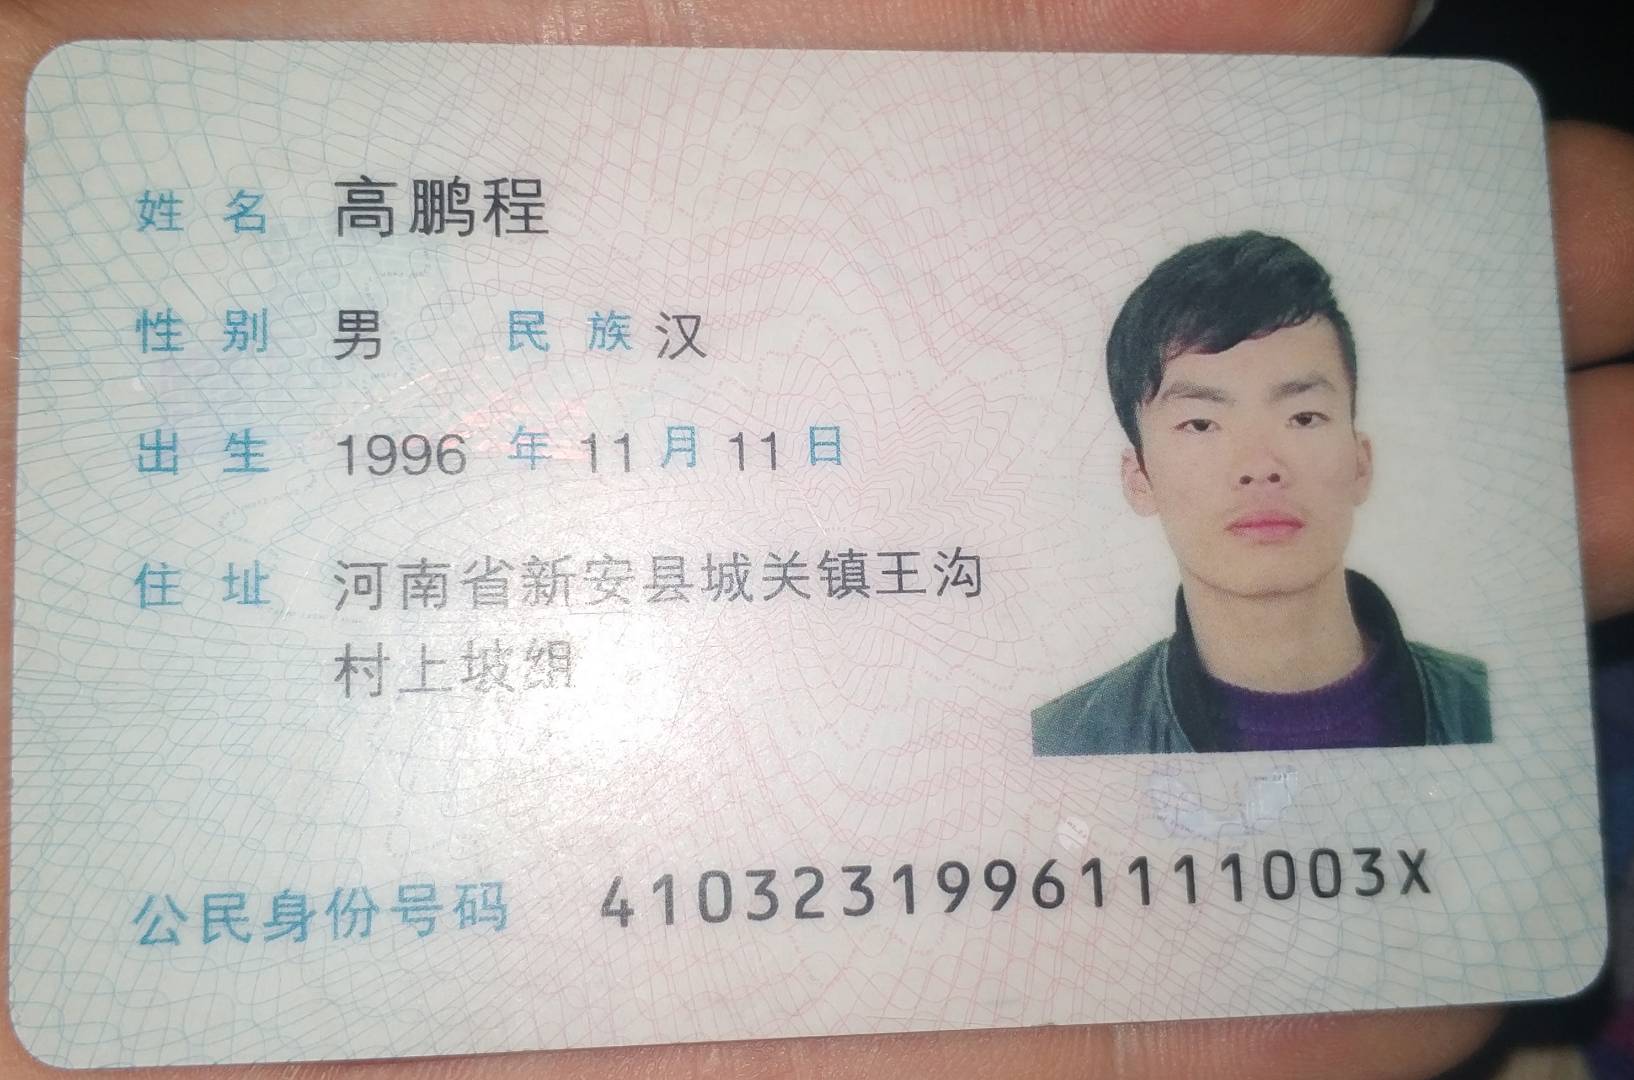 姓名 高鹏程
性别 男 民族 汉
出生 1996 年 11 月 11 日
住址 河南省新安县城关镇王沟
村上坡组
公民身份号码 41032319961111003X